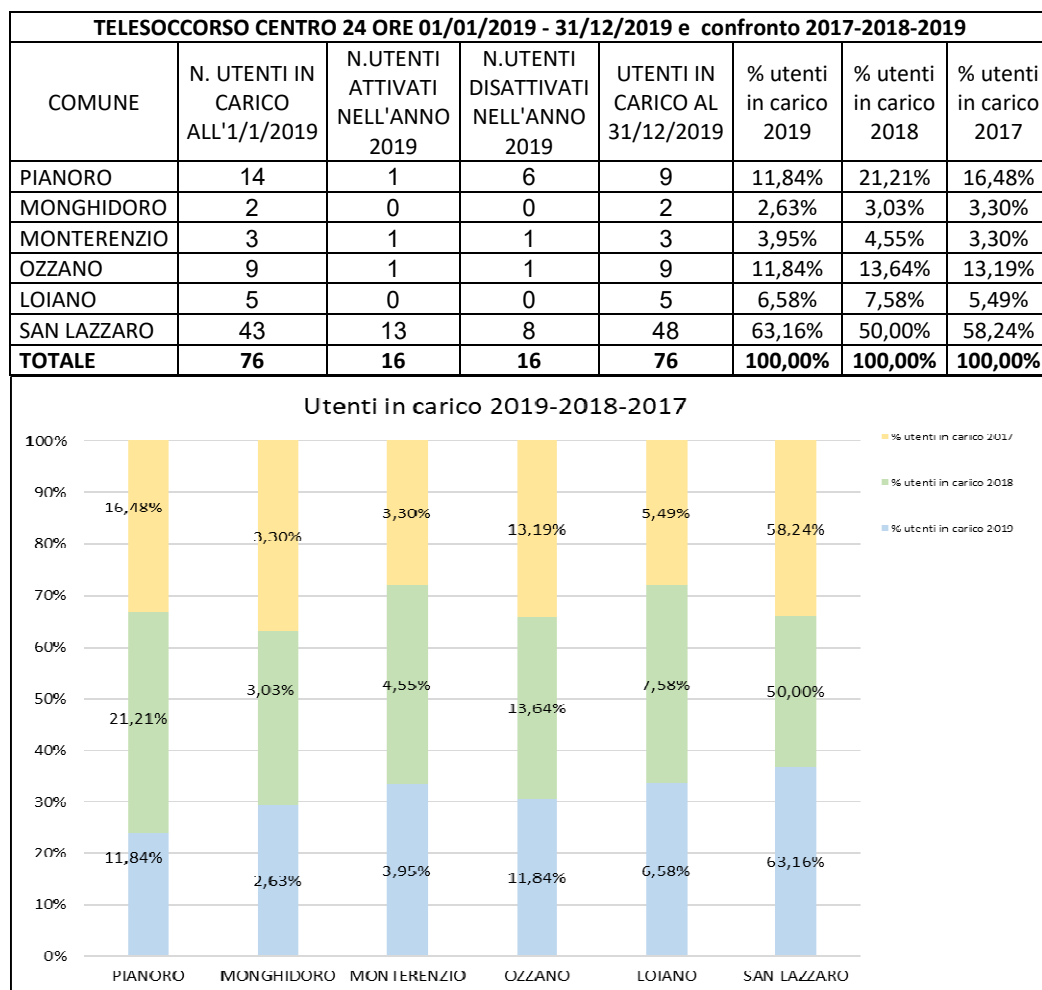 TELESOCCORSO CENTRO 24 ORE 01/01/2019 - 31/12/2019 e confronto 2017-2018-2019
COMUNE
N. UTENTI IN
CARICO
ALL'1/1/2019
N.UTENTI
ATTIVATI
NELL'ANNO
2019
N.UTENTI
DISATTIVATI
NELL'ANNO
2019
UTENTI IN
CARICO AL
31/12/2019
% utenti
in carico
2019
% utenti
in carico
2018
% utenti
in carico
2017
PIANORO 14 1 6 9 11,84% 21,21% 16,48%
MONGHIDORO 2 0 0 2 2,63% 3,03% 3,30%
MONTERENZIO 3 1 1 3 3,95% 4,55% 3,30%
OZZANO 9 1 1 9 11,84% 13,64% 13,19%
LOIANO 5 0 0 5 6,58% 7,58% 5,49%
SAN LAZZARO 43 13 8 48 63,16% 50,00% 58,24%
TOTALE 76 16 16 76 100,00% 100,00% 100,00%
Utenti in carico 2019-2018-2017
100%
90%
80%
70%
60%
50%
40%
30%
20%
10%
0%
16,48% 3,30% 3,30% 13,19% 5,49% 58,24%
21,21% 3,03% 4,55% 13,64% 7,58% 50,00%
11,84% 2,63% 3,95% 11,84% 6,58% 63,16%
PIANORO MONGHIDORO MONTERENZIO OZZANO LOIANO SAN LAZZARO
% utenti in carico 2017
% utenti in carico 2018
% utenti in carico 2019